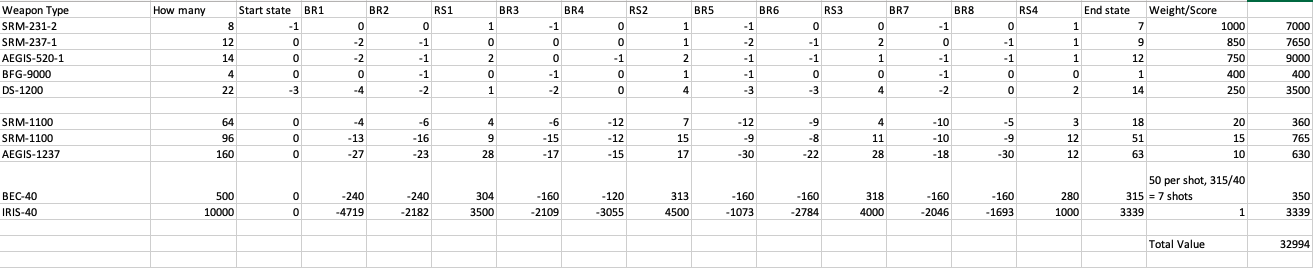 Weapon Type How many Start state BR1 BR2 RS1 BR3 BR4 RS2 BR5 BR6 RS3 BR7 BR8 RS4 End state Weight/Score
SRM-231-2 8 -1 0 0 1 -1 0 1 -1 0 0 -1 0 1 7 1000 7000
SRM-237-1 12 0 -2 -1 0 0 0 1 -2 -1 2 0 -1 1 9 850 7650
AEGIS-520-1 14 0 -2 -1 2 0 -1 2 -1 -1 1 -1 -1 1 12 750 9000
BFG-9000 4 0 0 -1 0 -1 0 1 -1 0 0 -1 0 0 1 400 400
DS-1200 22 -3 -4 -2 1 -2 0 4 -3 -3 4 -2 0 2 14 250 3500
SRM-1100 64 0 -4 -6 4 -6 -12 7 -12 -9 4 -10 -5 3 18 20 360
SRM-1100 96 0 -13 -16 9 -15 -12 15 -9 -8 11 -10 -9 12 51 15 765
AEGIS-1237 160 0 -27 -23 28 -17 -15 17 -30 -22 28 -18 -30 12 63 10 630
50 per shot, 315/40
BEC-40 500 0 -240 -240 304 -160 -120 313 -160 -160 318 -160 -160 280 315 = 7 shots 350
IRIS-40 10000 0 -4719 -2182 3500 -2109 -3055 4500 -1073 -2784 4000 -2046 -1693 1000 3339 1 3339
Total Value 32994